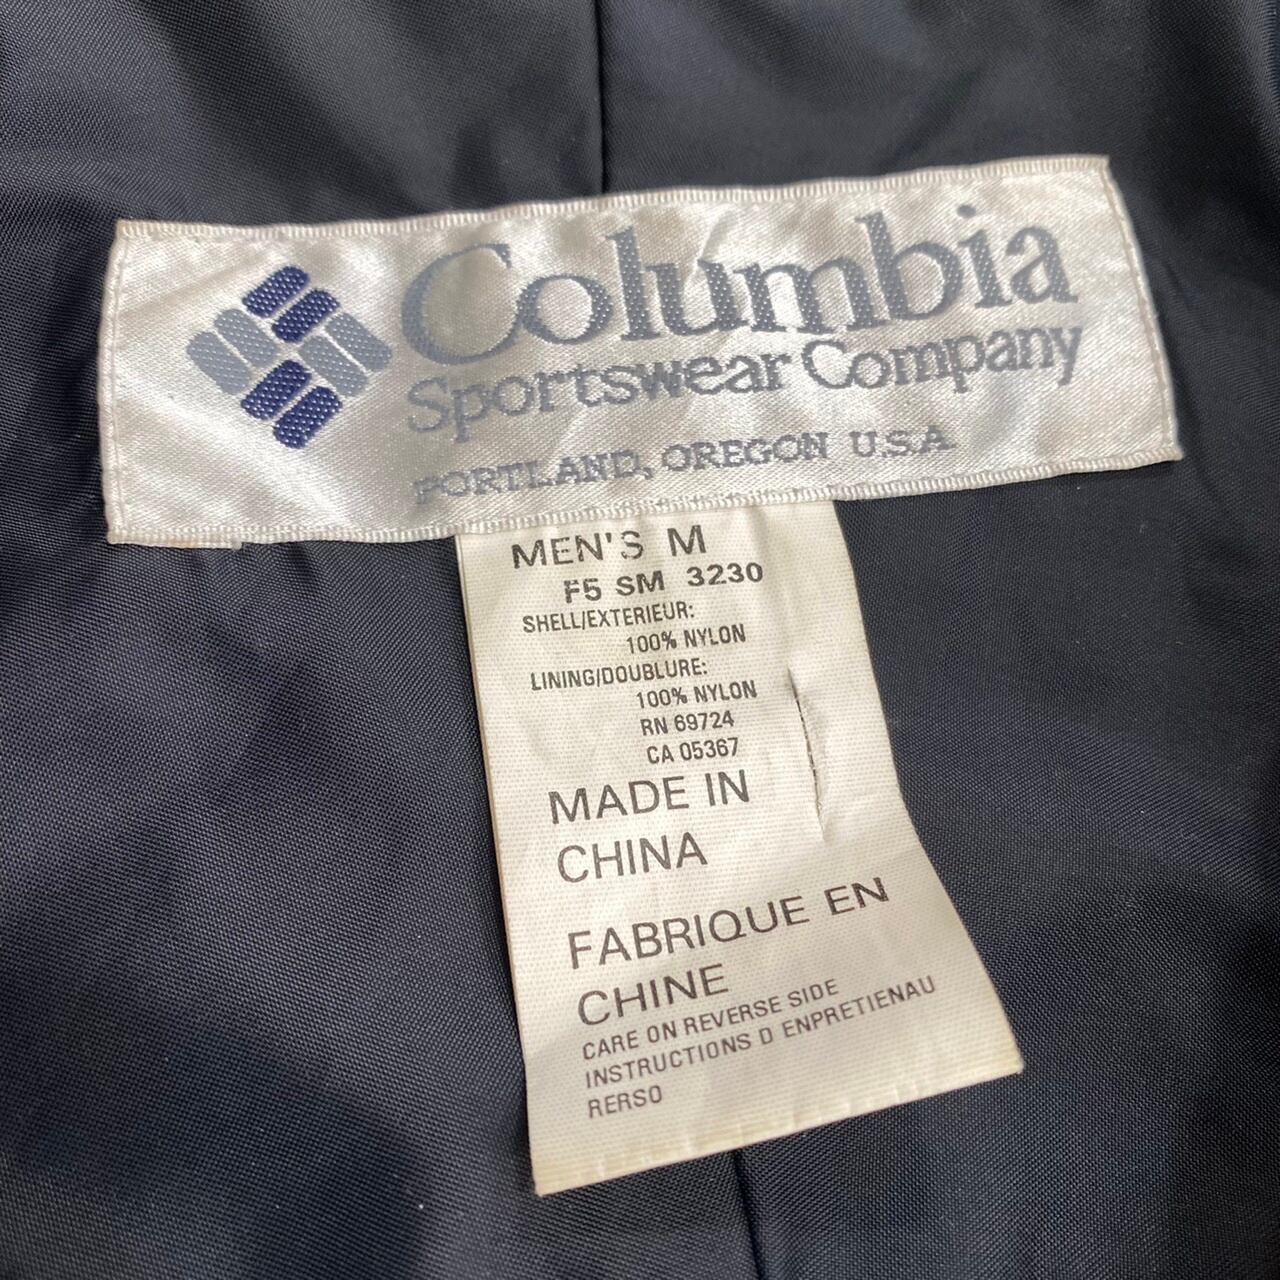 Columbia
Sportswear Company
PORTLAND, OREGON U.S.A
MEN'S M
F5 SM 3230
SHELL/EXTERIEUR:
100% NYLON
LINING/DOUBLURE:
100% NYLON
RN 69724
CA 05367
MADE IN
CHINA
FABRIQUE EN
CHINE
CARE ON REVERSE SIDE
INSTRUCTIONS D ENPRETIENAU
RERSO